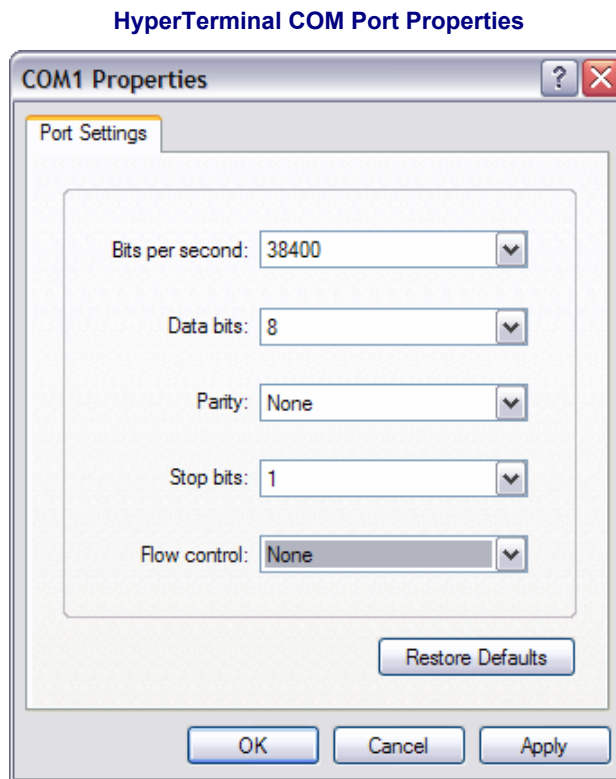 HyperTerminal COM Port Properties
COM1 Properties
Port Settings
Bits per second: 38400
Data bits: 8
Parity: None
Stop bits: 1
Flow control: None
Restore Defaults
OK Cancel Apply